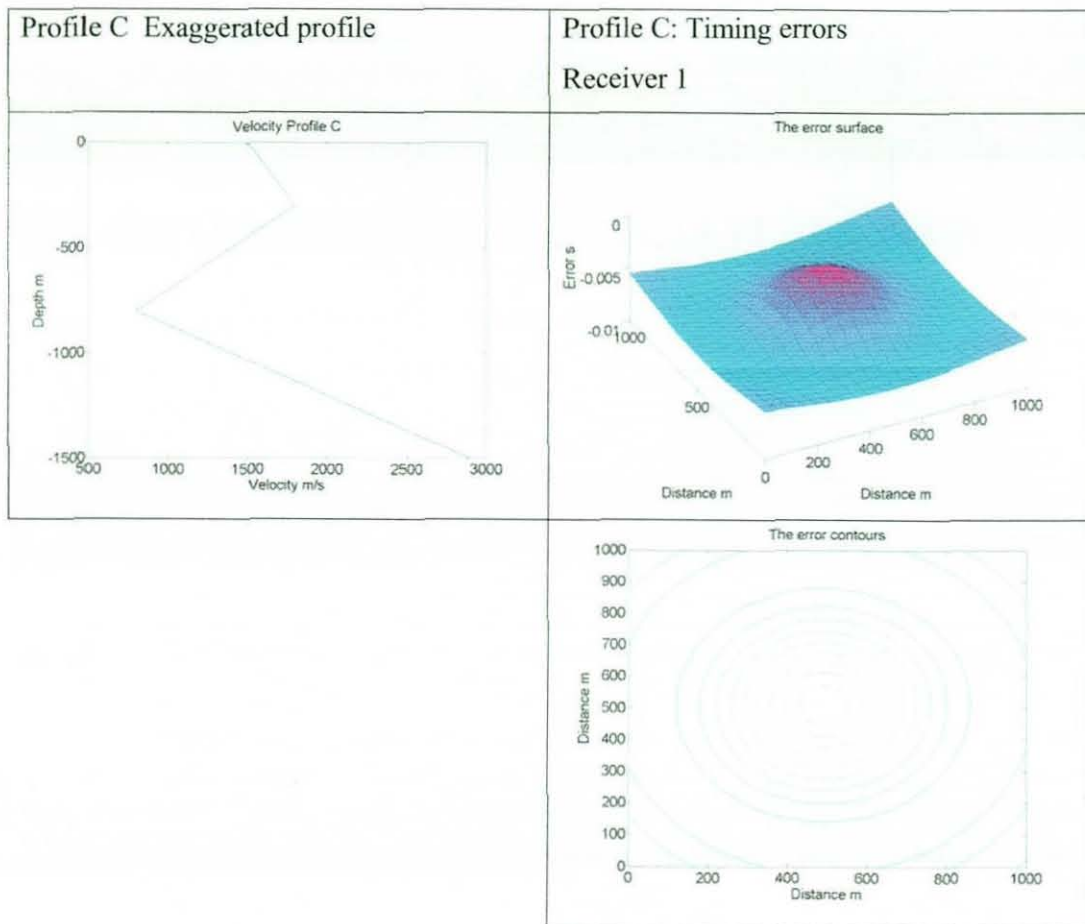 Profile C Exaggerated profile
Profile C: Timing errors
Receiver 1
Velocity Profile C
0
-500
-1000
-1500
Depth m
500
1000
1500
2000
2500
3000
Velocity m/s
The error surface
0
-0.005
-0.01
Error s
1000
500
0
200
400
600
800
1000
Distance m
Distance m
The error contours
1000
900
800
700
600
500
400
300
200
100
0
Distance m
0
200
400
600
800
1000
Distance m